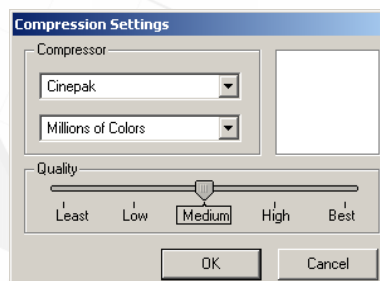 Compression Settings
Compressor
Cinepak
Millions of Colors
Quality
Least Low Medium High Best
OK Cancel